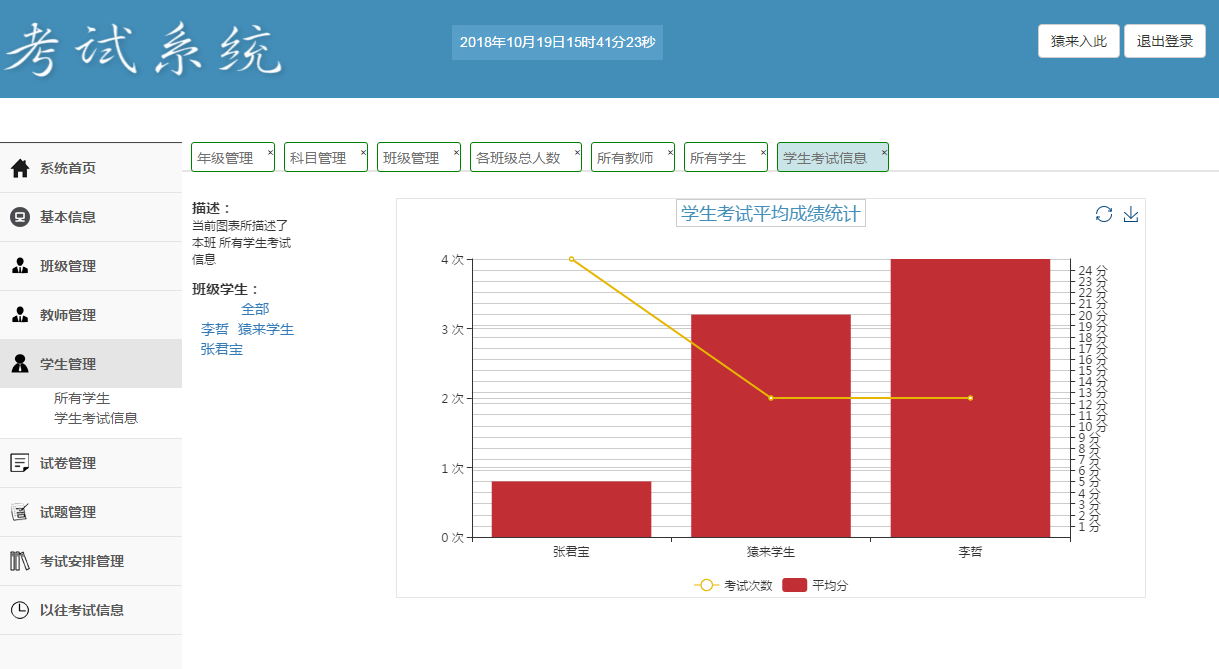 考试系统
2018年10月19日15时41分23秒
猿来入此
退出登录
系统首页
基本信息
班级管理
教师管理
学生管理
所有学生
学生考试信息
试卷管理
试题管理
考试安排管理
以往考试信息
年级管理 ×
科目管理 ×
班级管理 ×
各班级总人数 ×
所有教师 ×
所有学生 ×
学生考试信息 ×
描述：
当前图表所描述了
本班 所有学生考试
信息
班级学生：
全部
李哲 猿来学生
张君宝
学生考试平均成绩统计
4 次
3 次
2 次
1 次
0 次
24 分
23 分
22 分
21 分
20 分
19 分
18 分
17 分
16 分
15 分
14 分
13 分
12 分
11 分
10 分
9 分
8 分
7 分
6 分
5 分
4 分
3 分
2 分
1 分
张君宝
猿来学生
李哲
考试次数
平均分